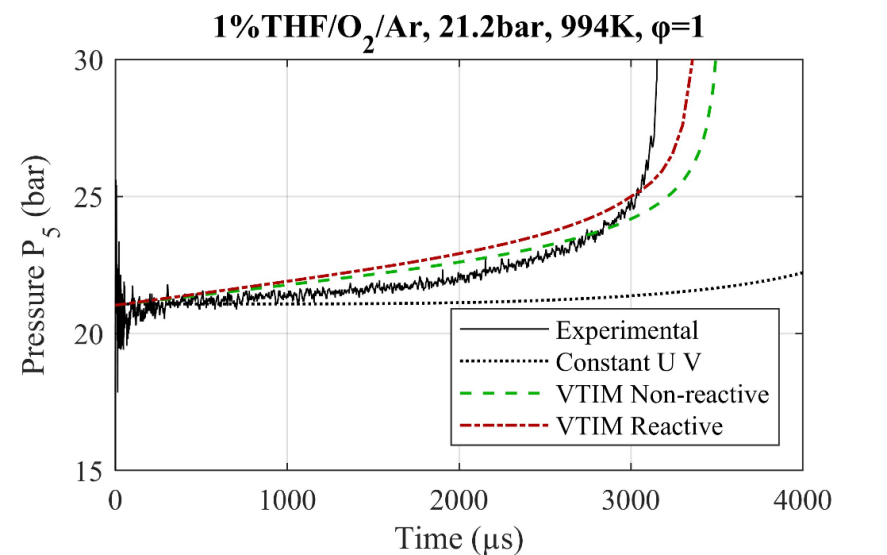 1%THF/O2/Ar, 21.2bar, 994K, φ=1
30
25
20
15
Pressure P5 (bar)
Experimental
Constant U V
VTIM Non-reactive
VTIM Reactive
0 1000 2000 3000 4000
Time (µs)